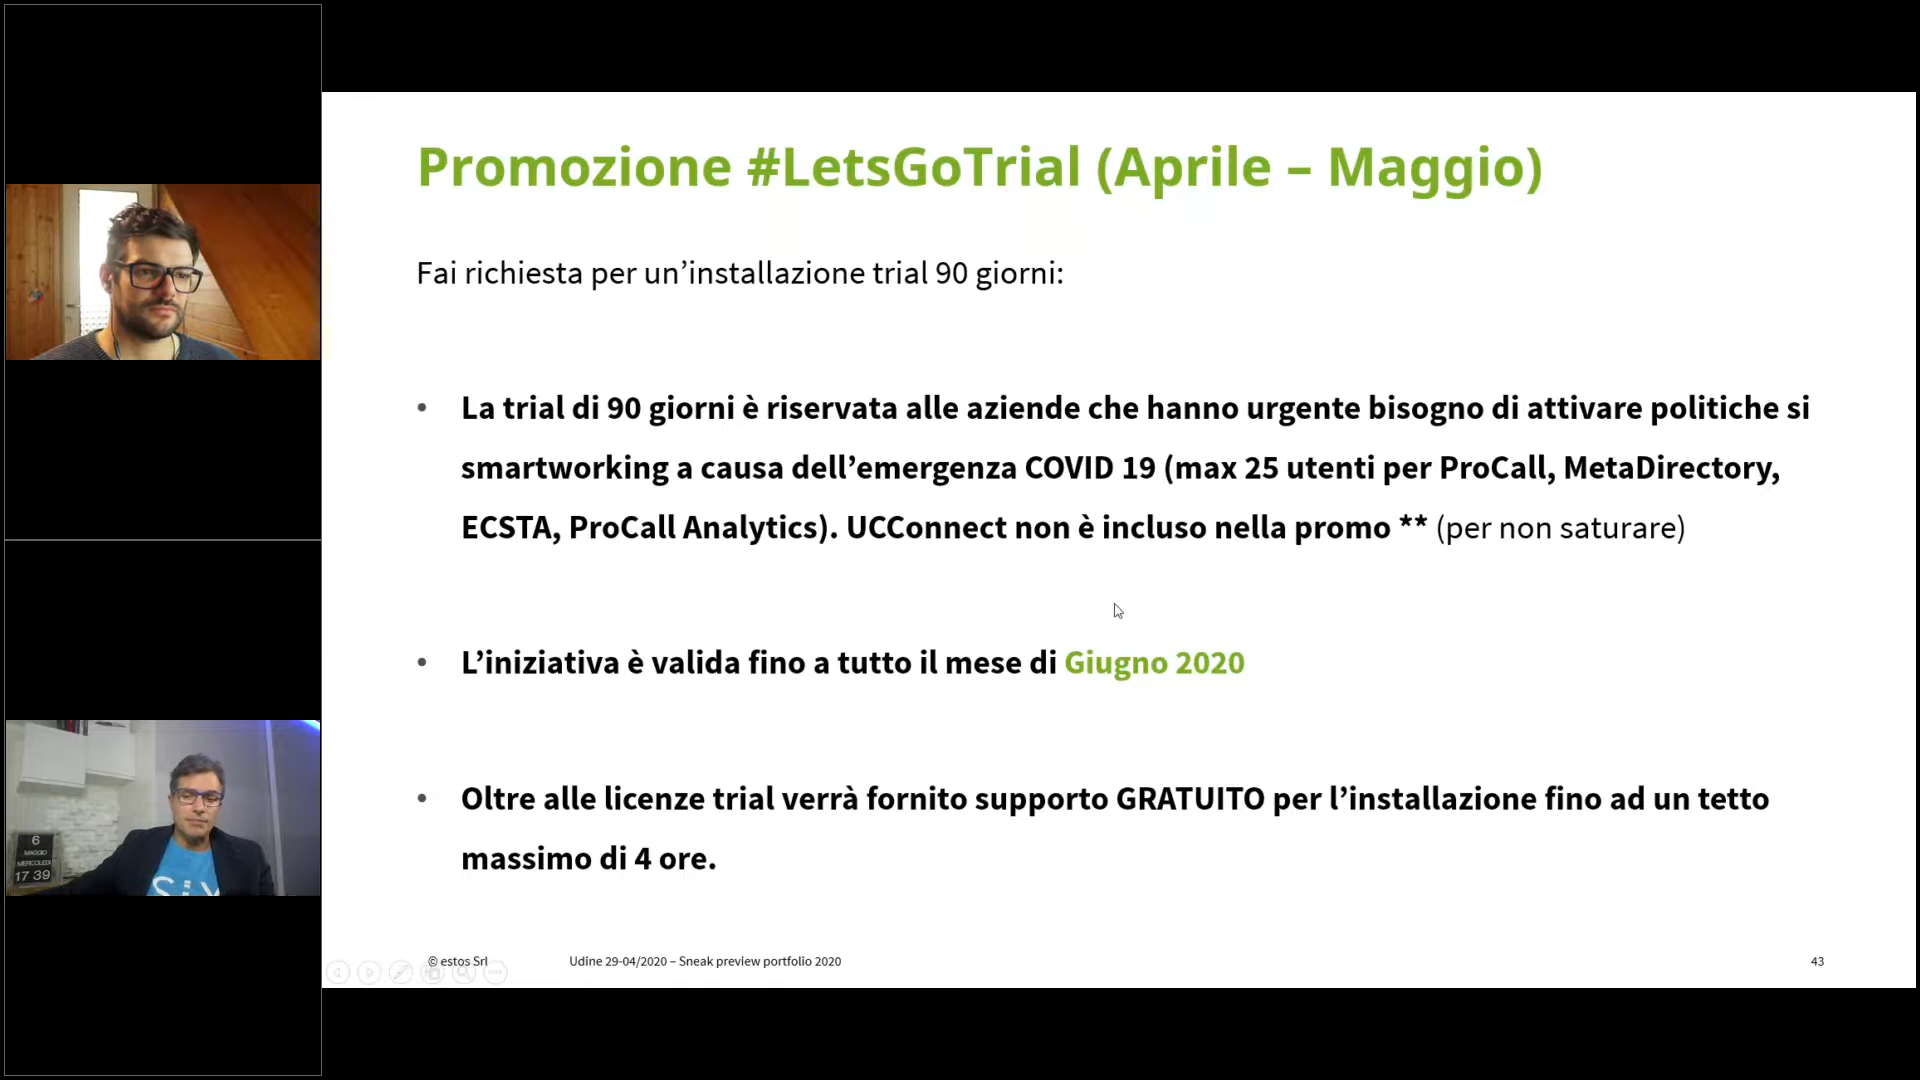 Promozione #LetsGoTrial (Aprile – Maggio)
Fai richiesta per un’installazione trial 90 giorni:
• La trial di 90 giorni è riservata alle aziende che hanno urgente bisogno di attivare politiche si
smartworking a causa dell’emergenza COVID 19 (max 25 utenti per ProCall, MetaDirectory,
ECSTA, ProCall Analytics). UCConnect non è incluso nella promo ** (per non saturare)
• L’iniziativa è valida fino a tutto il mese di Giugno 2020
• Oltre alle licenze trial verrà fornito supporto GRATUITO per l’installazione fino ad un tetto
massimo di 4 ore.
6
MAGGIO
MERCOLEDÌ
17 39
© estos Srl
Udine 29-04/2020 – Sneak preview portfolio 2020
43